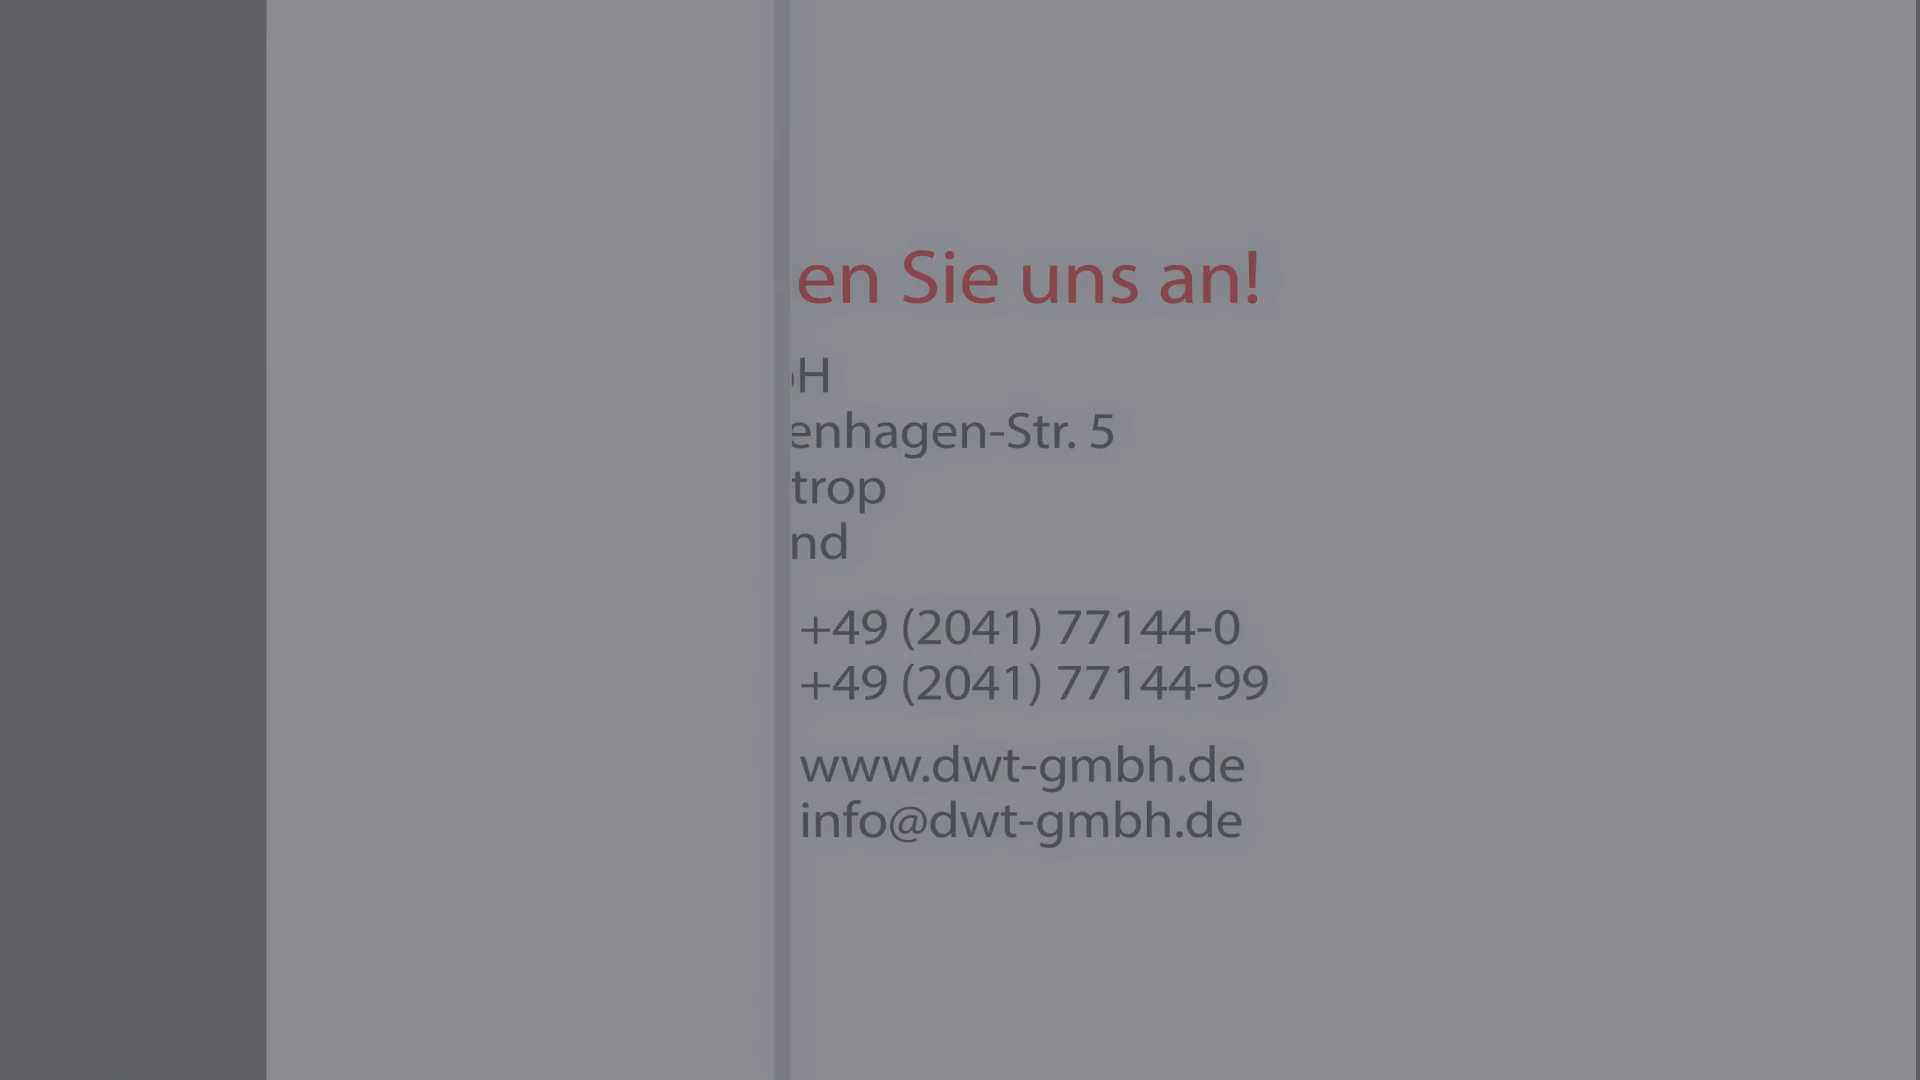 en Sie uns an!
bH
enhagen-Str. 5
trop
nd
+49 (2041) 77144-0
+49 (2041) 77144-99
www.dwt-gmbh.de
info@dwt-gmbh.de